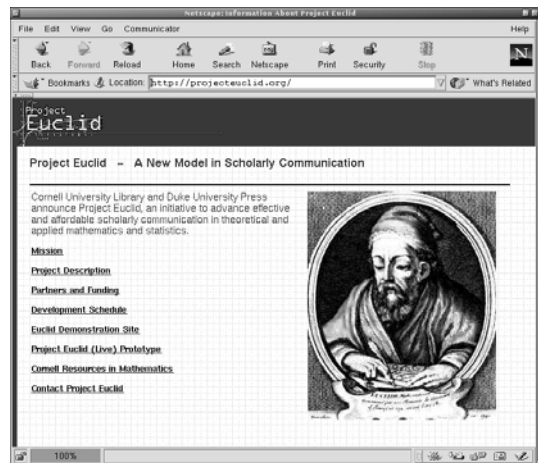 Netscape: Information About Project Euclid
File Edit View Go Communicator Help
Back Forward Reload Home Search Netscape Print Security Stop
N
Bookmarks Location: http://projecteuclid.org/ What's Related
Project
Euclid
Project Euclid – A New Model in Scholarly Communication
Cornell University Library and Duke University Press
announce Project Euclid, an initiative to advance effective
and affordable scholarly communication in theoretical and
applied mathematics and statistics.
Mission
Project Description
Partners and Funding
Development Schedule
Euclid Demonstration Site
Project Euclid (Live) Prototype
Cornell Resources in Mathematics
Contact Project Euclid
100%